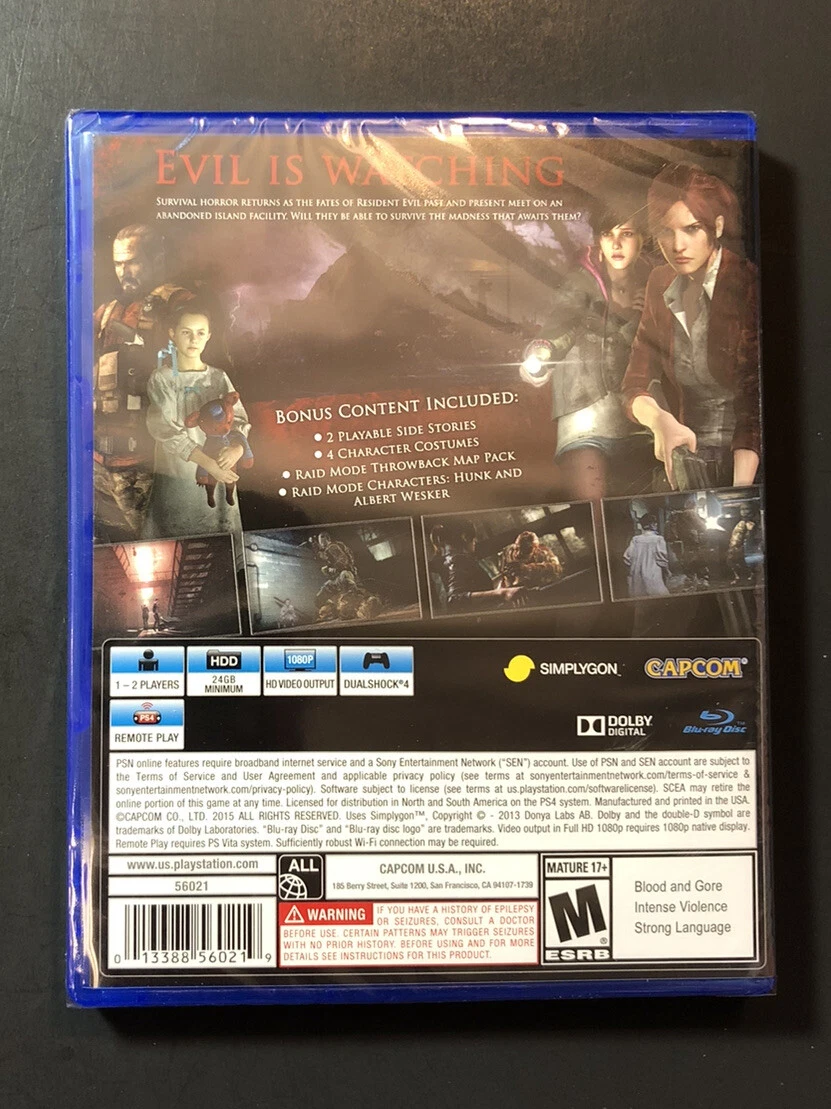 EVIL IS WATCHING
SURVIVAL HORROR RETURNS AS THE FATES OF RESIDENT EVIL PAST AND PRESENT MEET ON AN
ABANDONED ISLAND FACILITY. WILL THEY BE ABLE TO SURVIVE THE MADNESS THAT AWAITS THEM?
BONUS CONTENT INCLUDED:
• 2 PLAYABLE SIDE STORIES
• 4 CHARACTER COSTUMES
• RAID MODE THROWBACK MAP PACK
• RAID MODE CHARACTERS: HUNK AND
ALBERT WESKER
1 – 2 PLAYERS
HDD
24GB
MINIMUM
1080P
HD VIDEO OUTPUT
DUALSHOCK®4
SIMPLYGON™
CAPCOM®
PS4
REMOTE PLAY
DOLBY
DIGITAL
Blu-ray Disc™
PSN online features require broadband internet service and a Sony Entertainment Network ("SEN") account. Use of PSN and SEN account are subject to
the Terms of Service and User Agreement and applicable privacy policy (see terms at sonyentertainmentnetwork.com/terms-of-service &
sonyentertainmentnetwork.com/privacy-policy). Software subject to license (see terms at us.playstation.com/softwarelicense). SCEA may retire the
online portion of this game at any time. Licensed for distribution in North and South America on the PS4 system. Manufactured and printed in the USA.
©CAPCOM CO., LTD. 2015 ALL RIGHTS RESERVED. Uses Simplygon™, Copyright © - 2013 Donya Labs AB. Dolby and the double-D symbol are
trademarks of Dolby Laboratories. "Blu-ray Disc" and "Blu-ray disc logo" are trademarks. Video output in Full HD 1080p requires 1080p native display.
Remote Play requires PS Vita system. Sufficiently robust Wi-Fi connection may be required.
www.us.playstation.com
56021
0 13388 56021 9
ALL
CAPCOM U.S.A., INC.
185 Berry Street, Suite 1200, San Francisco, CA 94107-1739
WARNING IF YOU HAVE A HISTORY OF EPILEPSY
OR SEIZURES, CONSULT A DOCTOR
BEFORE USE. CERTAIN PATTERNS MAY TRIGGER SEIZURES
WITH NO PRIOR HISTORY. BEFORE USING AND FOR MORE
DETAILS SEE INSTRUCTIONS FOR THIS PRODUCT.
MATURE 17+
M®
ESRB
Blood and Gore
Intense Violence
Strong Language